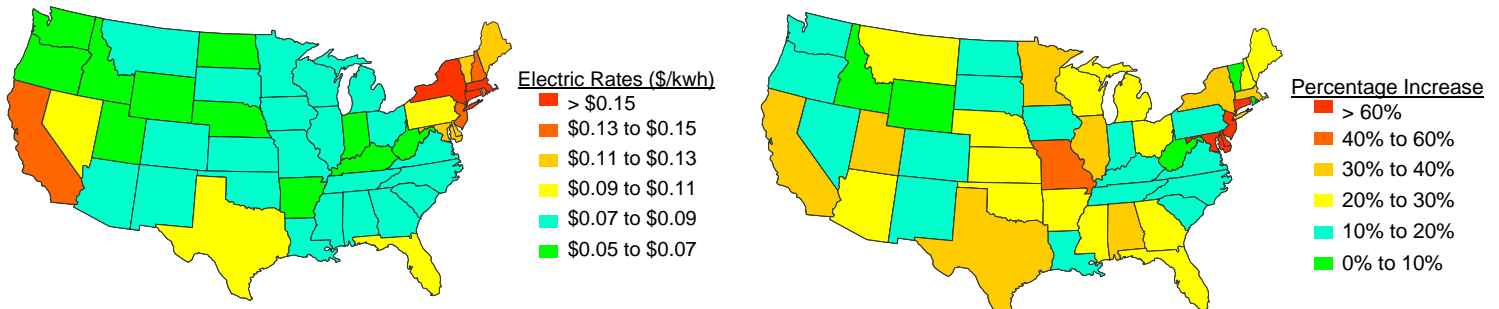 Electric Rates ($/kwh)
> $0.15
$0.13 to $0.15
$0.11 to $0.13
$0.09 to $0.11
$0.07 to $0.09
$0.05 to $0.07
Percentage Increase
> 60%
40% to 60%
30% to 40%
20% to 30%
10% to 20%
0% to 10%